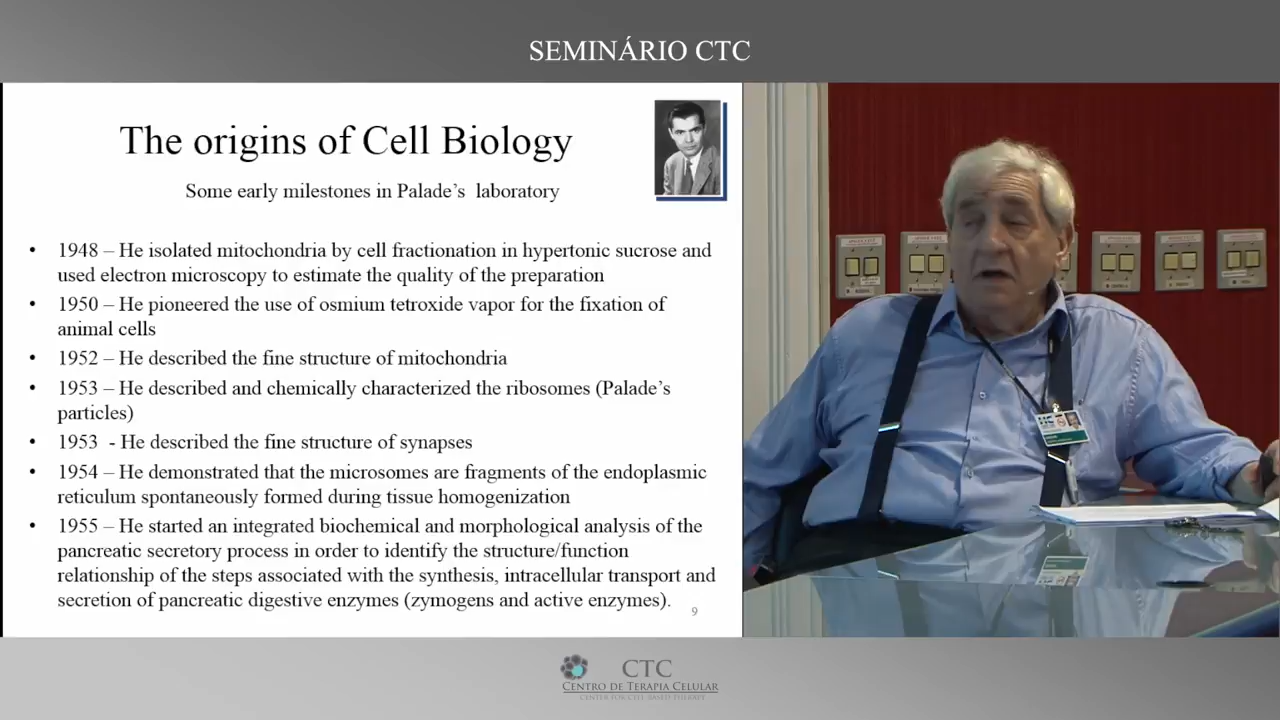 SEMINÁRIO CTC
The origins of Cell Biology
Some early milestones in Palade’s laboratory
• 1948 – He isolated mitochondria by cell fractionation in hypertonic sucrose and
used electron microscopy to estimate the quality of the preparation
• 1950 – He pioneered the use of osmium tetroxide vapor for the fixation of
animal cells
• 1952 – He described the fine structure of mitochondria
• 1953 – He described and chemically characterized the ribosomes (Palade’s
particles)
• 1953 - He described the fine structure of synapses
• 1954 – He demonstrated that the microsomes are fragments of the endoplasmic
reticulum spontaneously formed during tissue homogenization
• 1955 – He started an integrated biochemical and morphological analysis of the
pancreatic secretory process in order to identify the structure/function
relationship of the steps associated with the synthesis, intracellular transport and
secretion of pancreatic digestive enzymes (zymogens and active enzymes).
9
CTC
CENTRO DE TERAPIA CELULAR
CENTER FOR CELL-BASED THERAPY